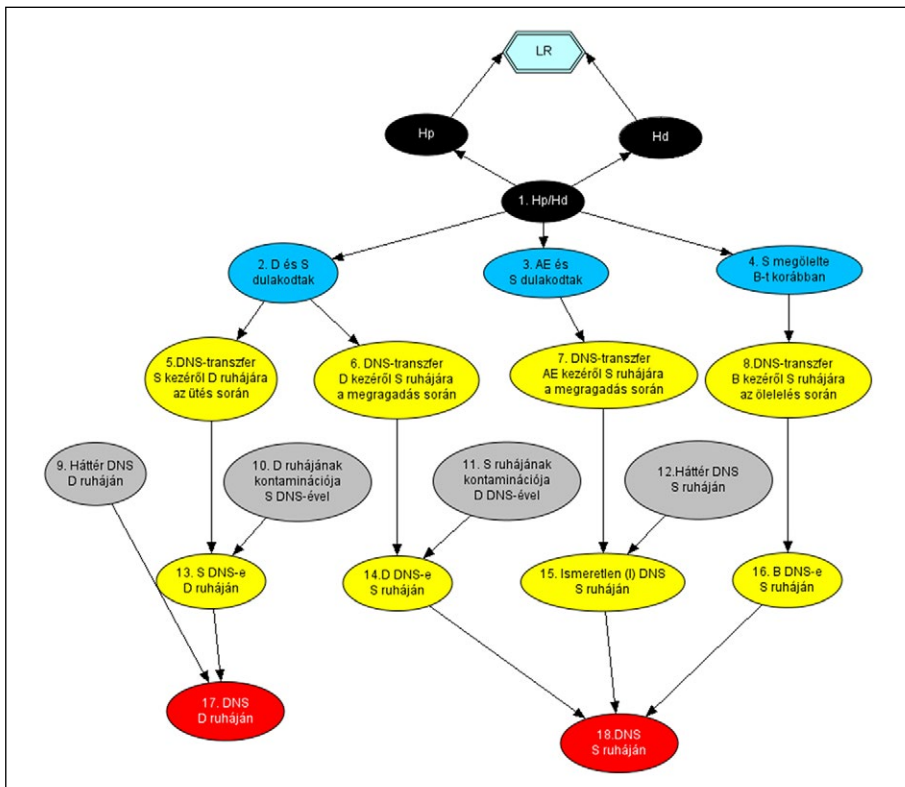 LR
Hp
Hd
1. Hp/Hd
2. D és S
dulakodtak
3. AE és
S dulakodtak
4. S megölelte
B-t korábban
5.DNS-transzfer
S kezéről D ruhájára
az ütés során
6. DNS-transzfer
D kezéről S ruhájára
a megragadás során
7. DNS-transzfer
AE kezéről S ruhájára
a megragadás során
8.DNS-transzfer
B kezéről S ruhájára
az ölelelés során
9. Háttér DNS
D ruháján
10. D ruhájának
kontaminációja
S DNS-ével
11. S ruhájának
kontaminációja
D DNS-ével
12.Háttér DNS
S ruháján
13. S DNS-e
D ruháján
14.D DNS-e
S ruháján
15. Ismeretlen (I) DNS
S ruháján
16. B DNS-e
S ruháján
17. DNS
D ruháján
18.DNS
S ruháján